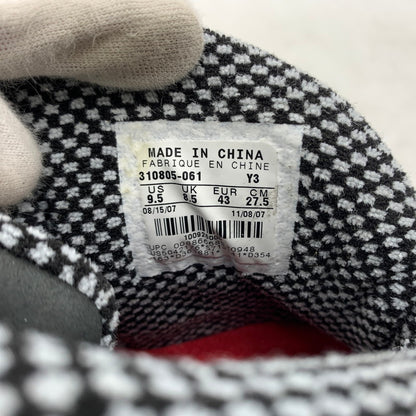 MADE IN CHINA
FABRIQUE EN CHINE
310805-061 Y3
US UK EUR CM
9.5 8.5 43 27.5
08/15/07 11/08/07
UPC